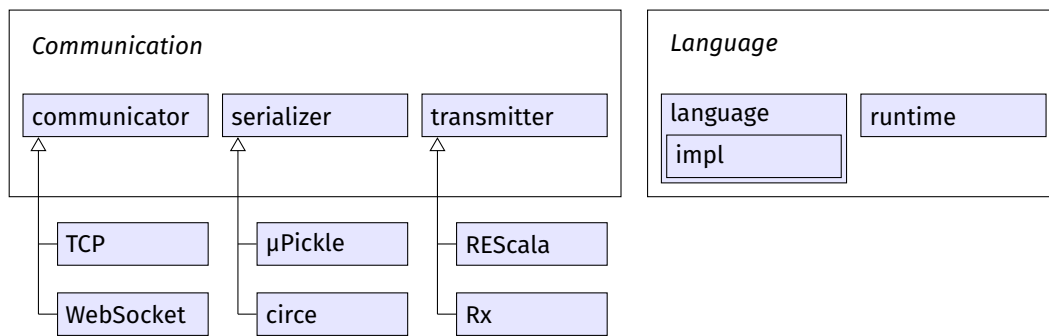 Communication
communicator
serializer
transmitter
TCP
µPickle
REScala
WebSocket
circe
Rx
Language
language
impl
runtime